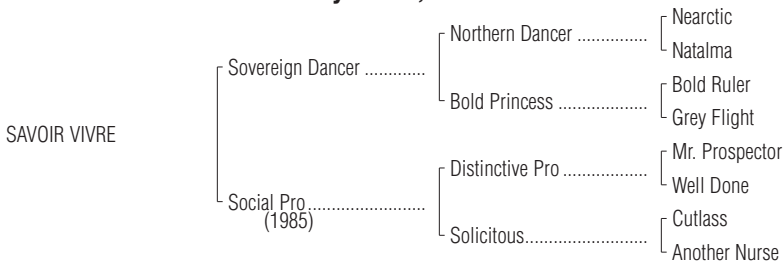 Nearctic
Northern Dancer ...............
Natalma
Sovereign Dancer .............
Bold Ruler
Bold Princess ...................
Grey Flight
SAVOIR VIVRE
Mr. Prospector
Distinctive Pro ..................
Well Done
Social Pro.........................
(1985)
Cutlass
Solicitous..........................
Another Nurse